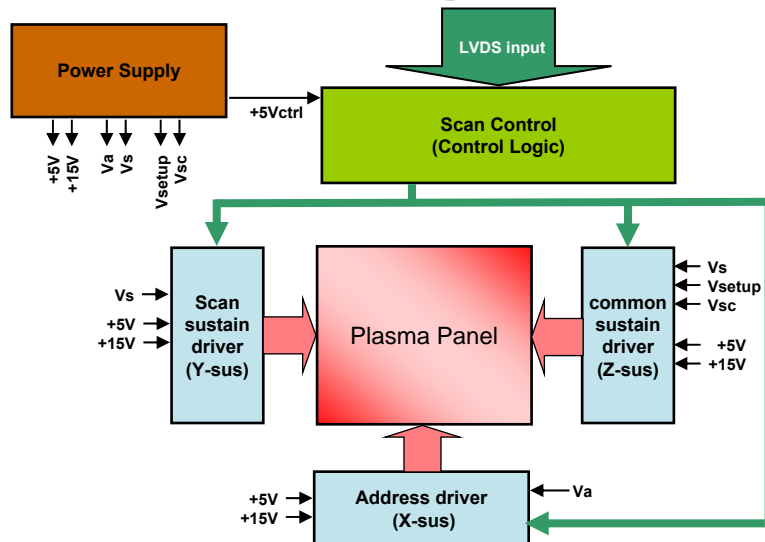 LVDS input
Power Supply
+5Vctrl
Scan Control
(Control Logic)
+5V
+15V
Va
Vs
Vsetup
Vsc
Vs
+5V
+15V
Scan
sustain
driver
(Y-sus)
Plasma Panel
common
sustain
driver
(Z-sus)
Vs
Vsetup
Vsc
+5V
+15V
+5V
+15V
Address driver
(X-sus)
Va